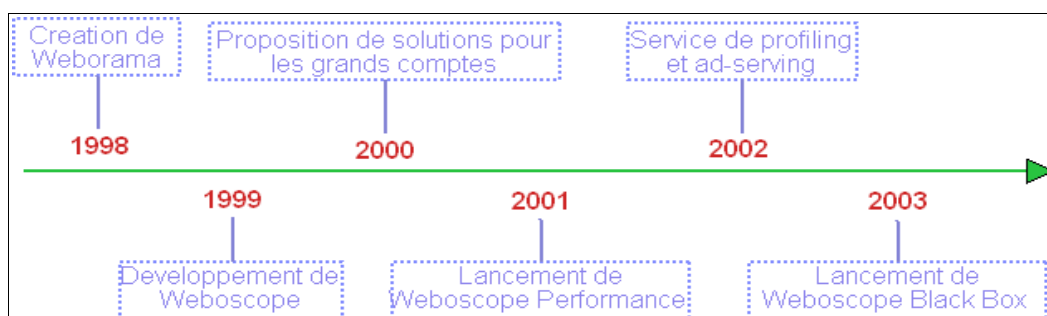 Creation de
Weborama
Proposition de solutions pour
les grands comptes
Service de profiling
et ad-serving
1998
2000
2002
1999
2001
2003
Developpement de
Weboscope
Lancement de
Weboscope Performance
Lancement de
Weboscope Black Box